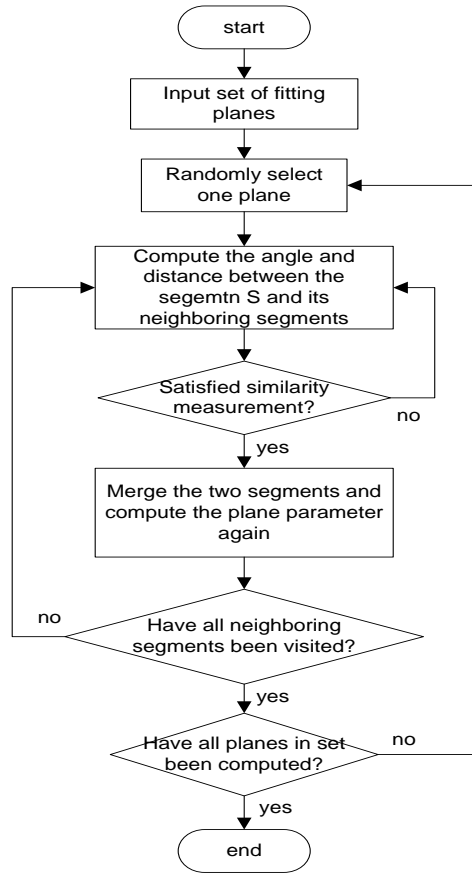 start
Input set of fitting
planes
Randomly select
one plane
Compute the angle and
distance between the
segemtn S and its
neighboring segments
Satisfied similarity
measurement?
no
yes
Merge the two segments and
compute the plane parameter
again
no
Have all neighboring
segments been visited?
yes
Have all planes in set
been computed?
no
yes
end